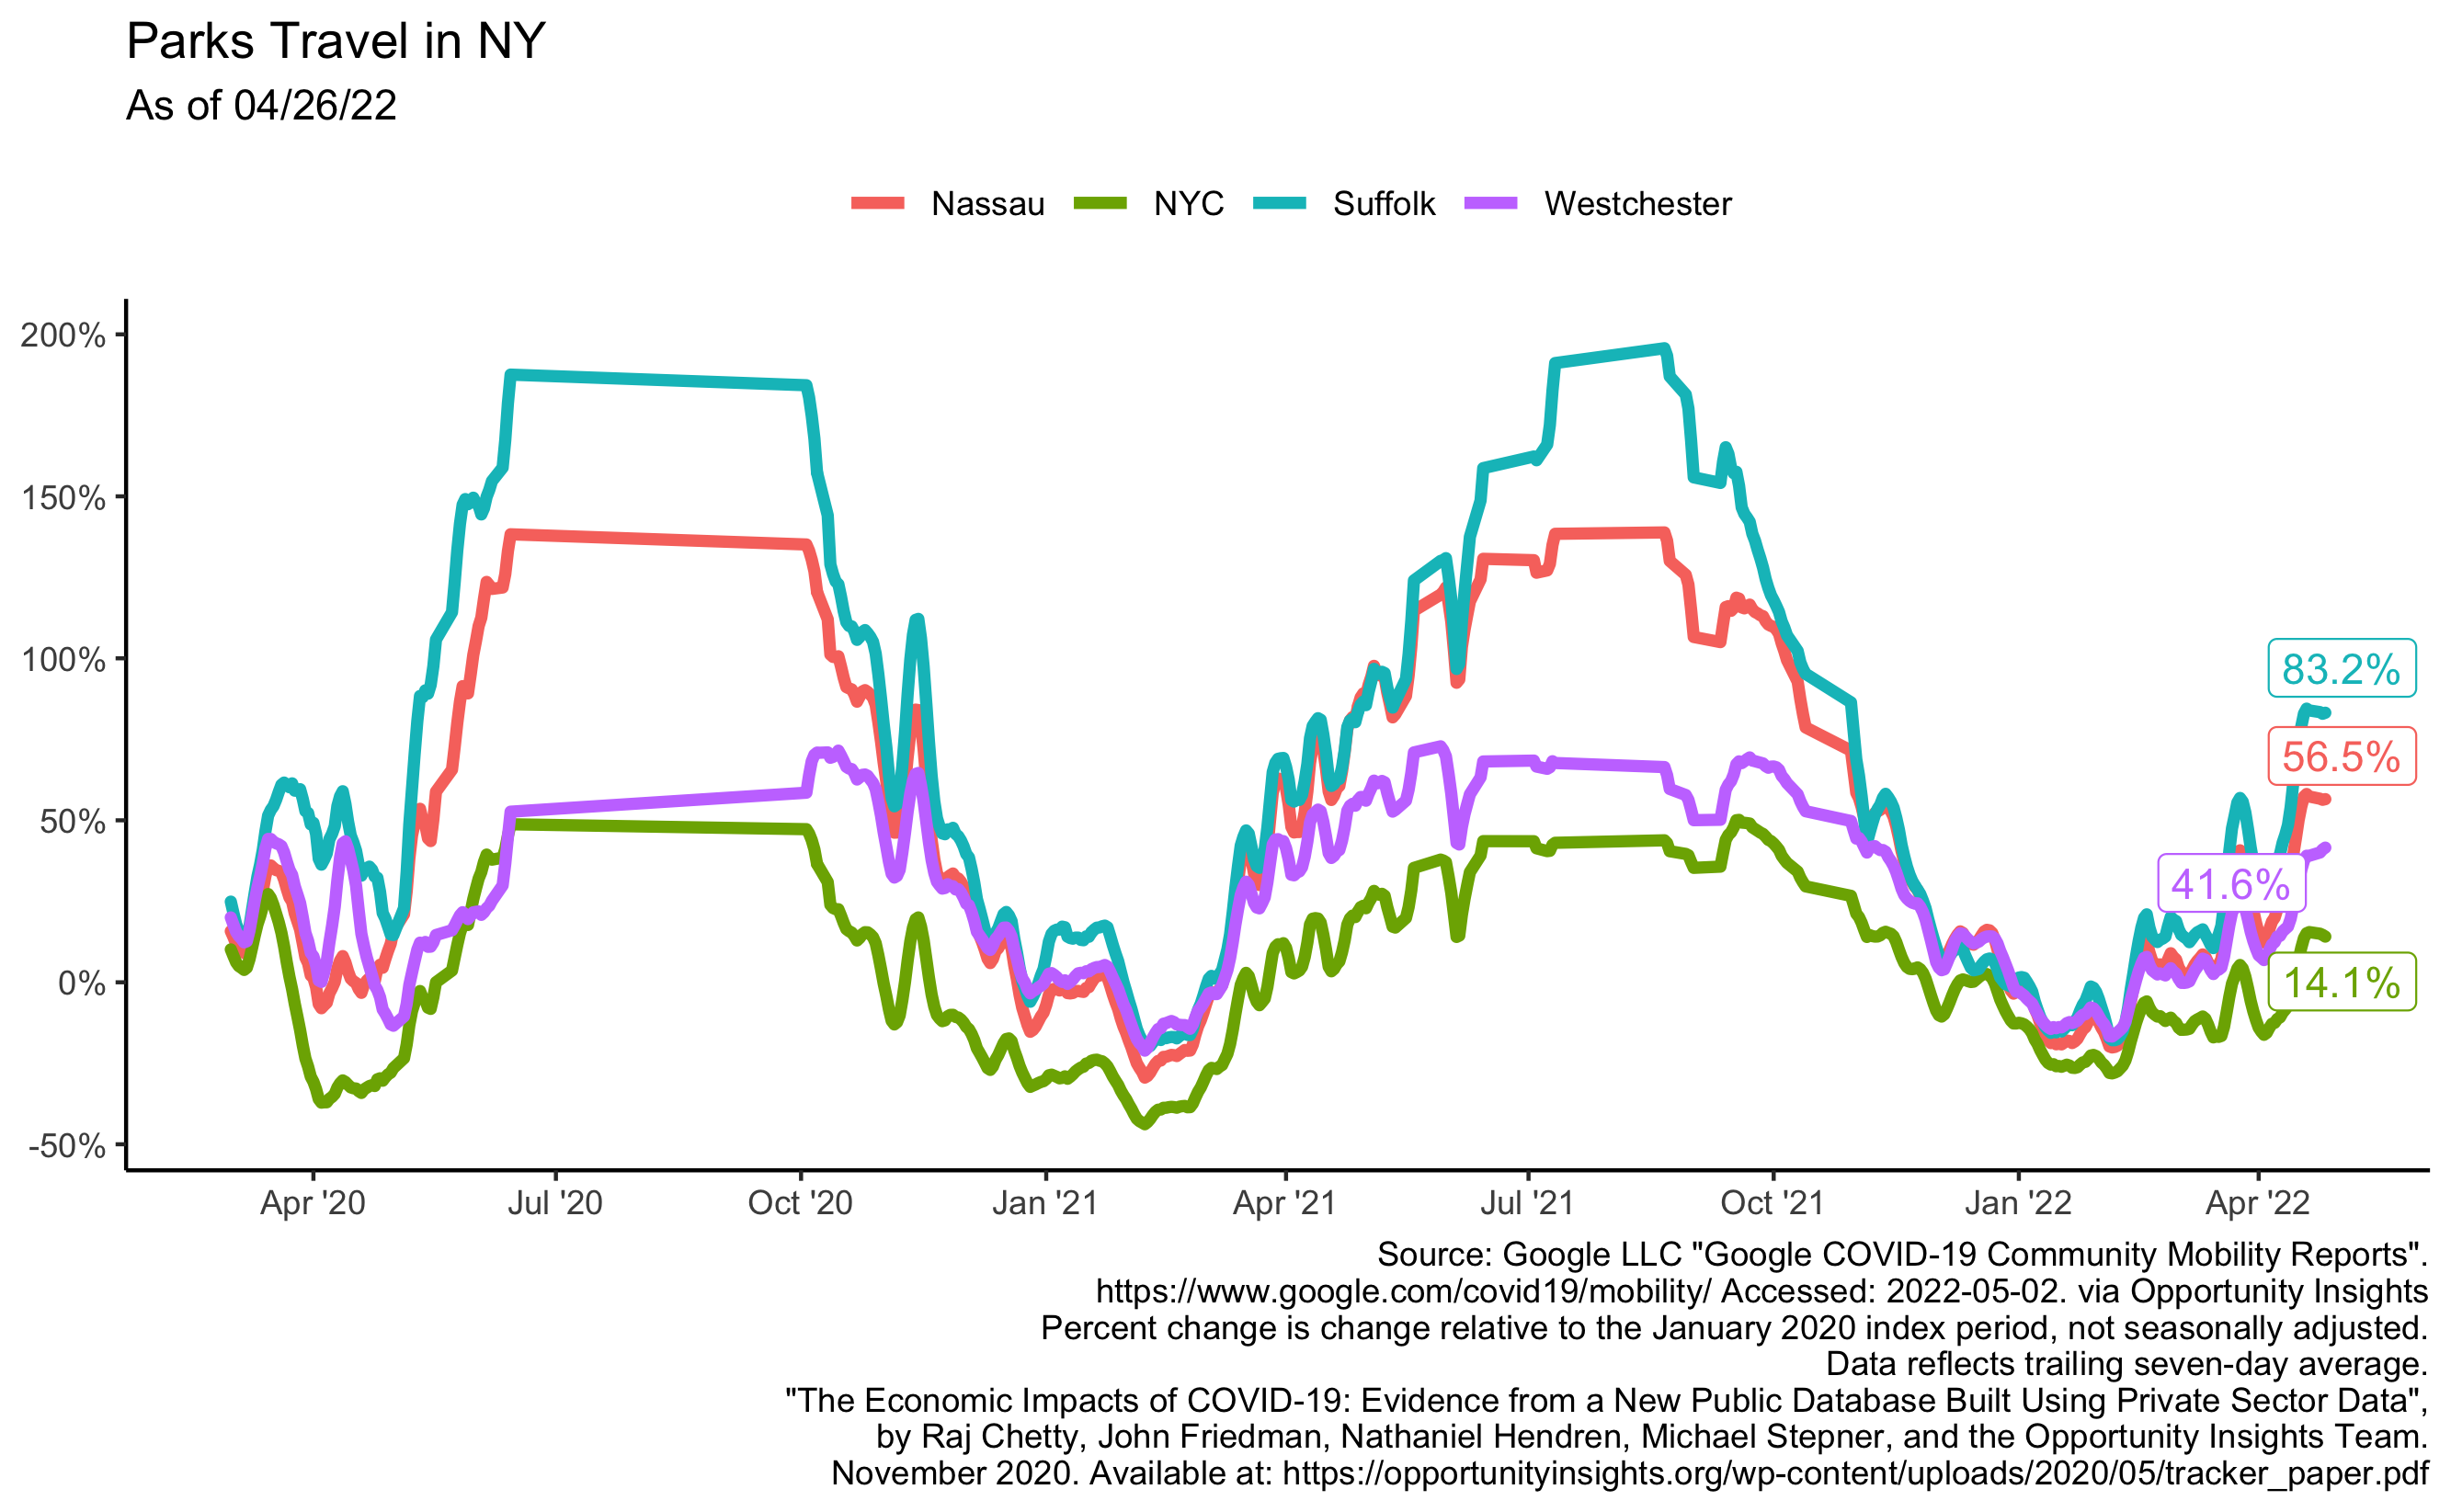 Parks Travel in NY
As of 04/26/22
Nassau NYC Suffolk Westchester
200%
150%
100%
50%
0%
-50%
83.2%
56.5%
41.6%
14.1%
Apr '20 Jul '20 Oct '20 Jan '21 Apr '21 Jul '21 Oct '21 Jan '22 Apr '22
Source: Google LLC "Google COVID-19 Community Mobility Reports".
https://www.google.com/covid19/mobility/ Accessed: 2022-05-02. via Opportunity Insights
Percent change is change relative to the January 2020 index period, not seasonally adjusted.
Data reflects trailing seven-day average.
"The Economic Impacts of COVID-19: Evidence from a New Public Database Built Using Private Sector Data",
by Raj Chetty, John Friedman, Nathaniel Hendren, Michael Stepner, and the Opportunity Insights Team.
November 2020. Available at: https://opportunityinsights.org/wp-content/uploads/2020/05/tracker_paper.pdf